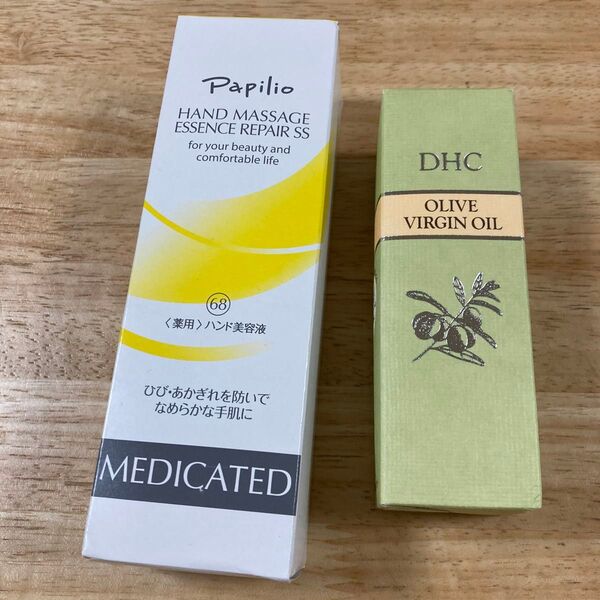 Papilio
HAND MASSAGE
ESSENCE REPAIR SS
for your beauty and
comfortable life
68
〈薬用〉ハンド美容液
ひび・あかぎれを防いで
なめらかな手肌に
MEDICATED
DHC
OLIVE
VIRGIN OIL